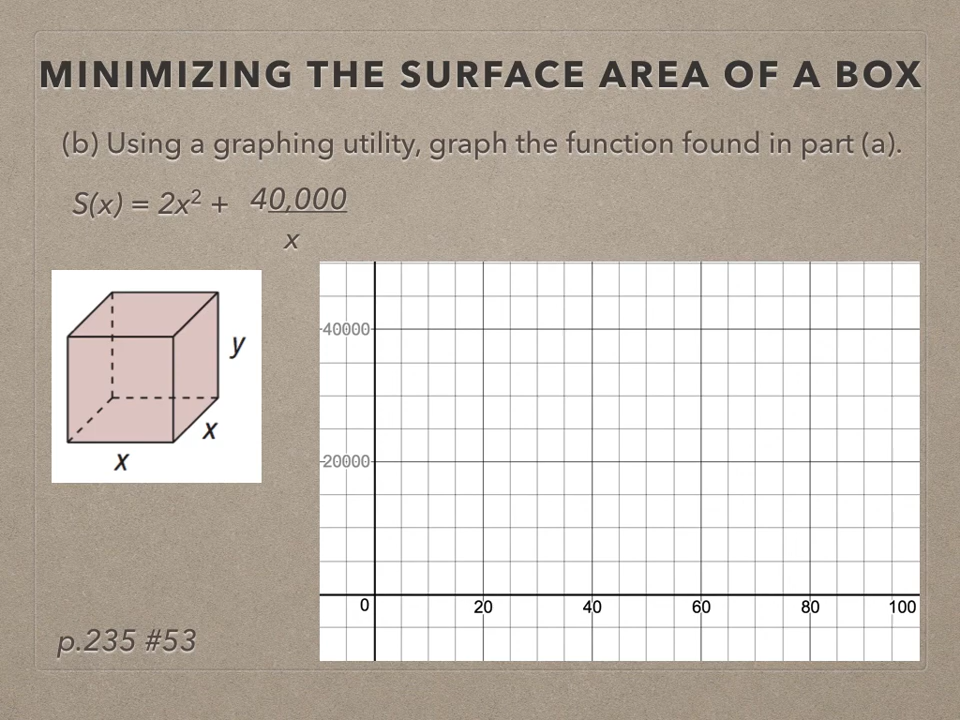 MINIMIZING THE SURFACE AREA OF A BOX
(b) Using a graphing utility, graph the function found in part (a).
S(x) = 2x² + 40,000
x
40000
y
x
20000
x
0 20 40 60 80 100
p.235 #53